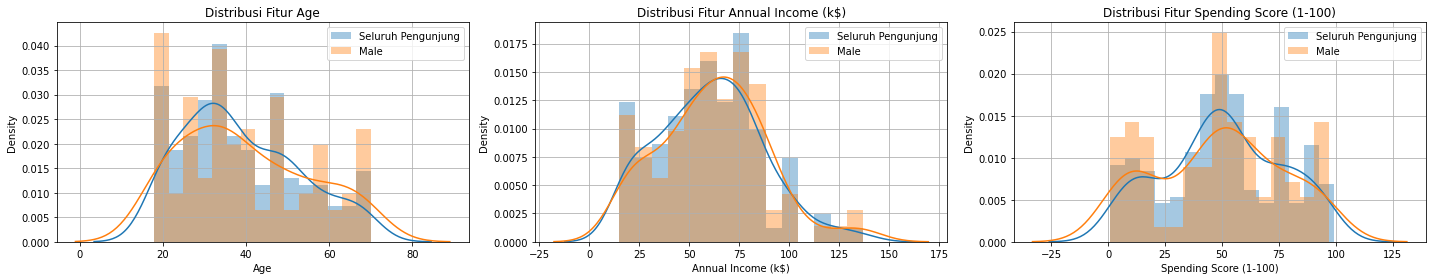 Distribusi Fitur Age
Seluruh Pengunjung
Male
0.040
0.035
0.030
0.025
0.020
0.015
0.010
0.005
0.000
Density
0
20
40
60
80
Age
Distribusi Fitur Annual Income (k$)
Seluruh Pengunjung
Male
0.0175
0.0150
0.0125
0.0100
0.0075
0.0050
0.0025
0.0000
Density
−25
0
25
50
75
100
125
150
175
Annual Income (k$)
Distribusi Fitur Spending Score (1-100)
Seluruh Pengunjung
Male
0.025
0.020
0.015
0.010
0.005
0.000
Density
−25
0
25
50
75
100
125
Spending Score (1-100)